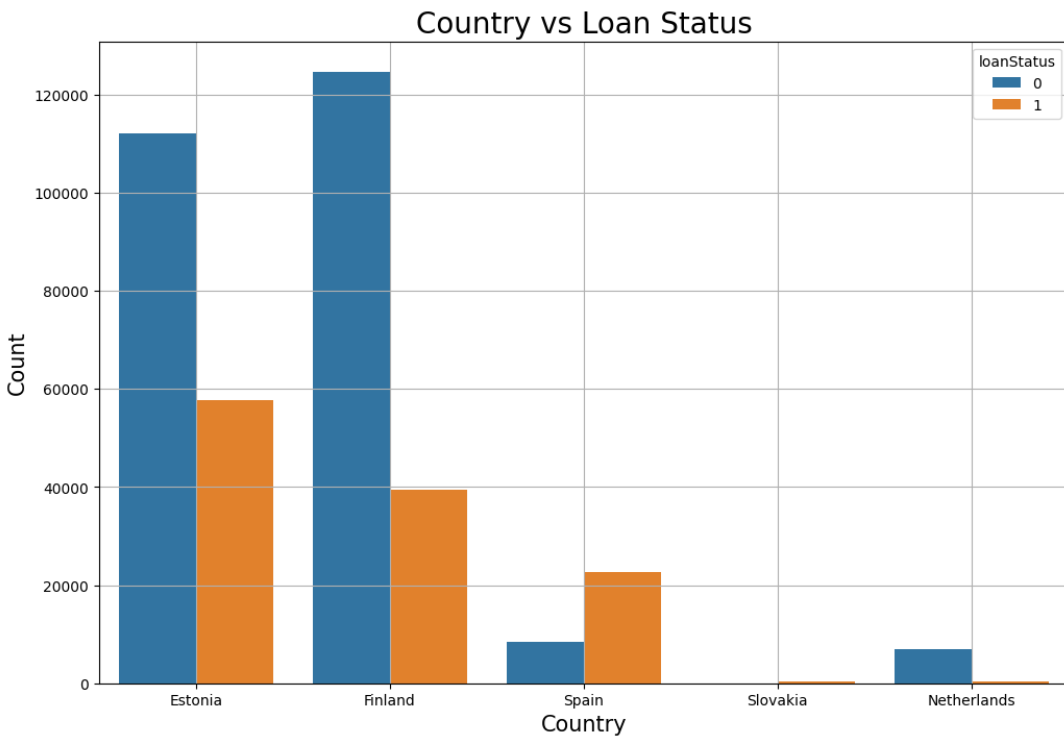 Country vs Loan Status
loanStatus
0
1
120000
100000
80000
60000
40000
20000
0
Count
Estonia
Finland
Spain
Slovakia
Netherlands
Country